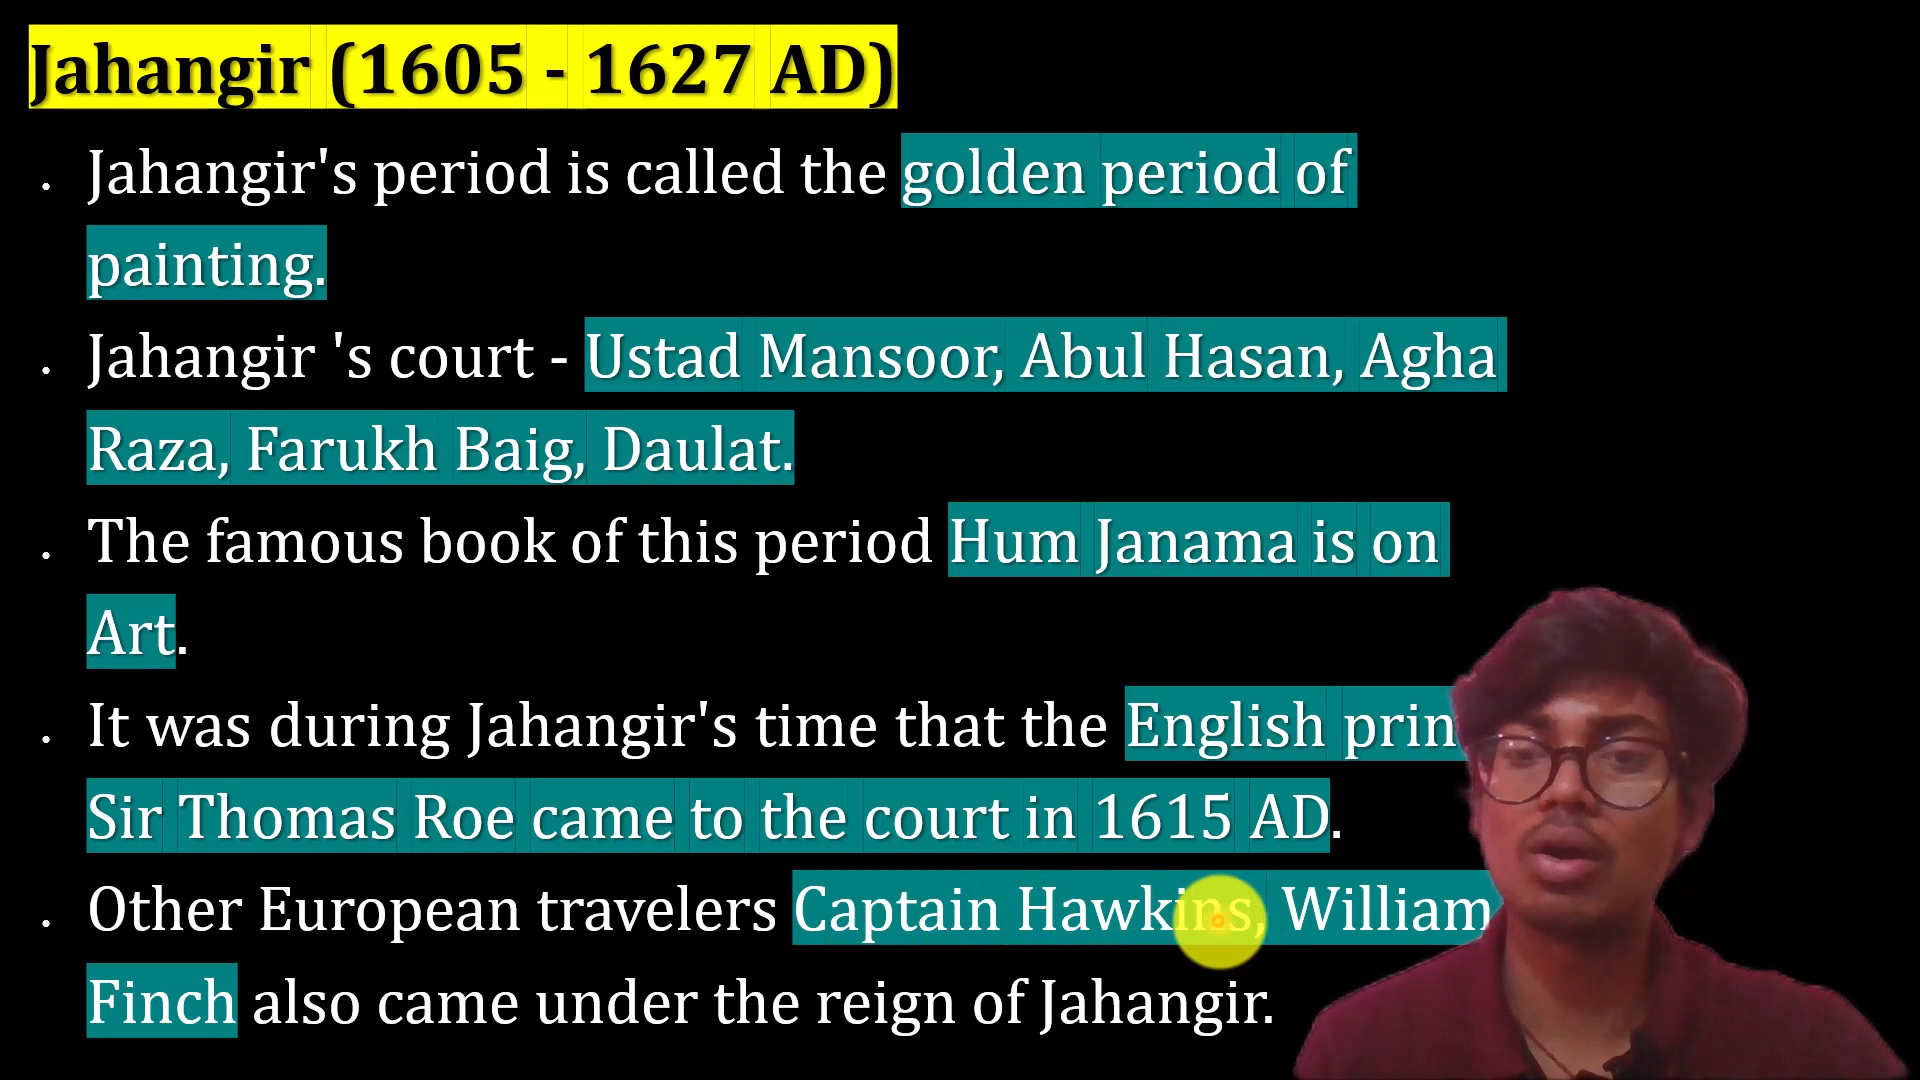 Jahangir (1605 - 1627 AD)
. Jahangir's period is called the golden period of
painting.
. Jahangir 's court - Ustad Mansoor, Abul Hasan, Agha
Raza, Farukh Baig, Daulat.
. The famous book of this period Hum Janama is on
Art.
. It was during Jahangir's time that the English
Sir Thomas Roe came to the court in 1615 AD.
. Other European travelers Captain Hawkins, William
Finch also came under the reign of Jahangir.